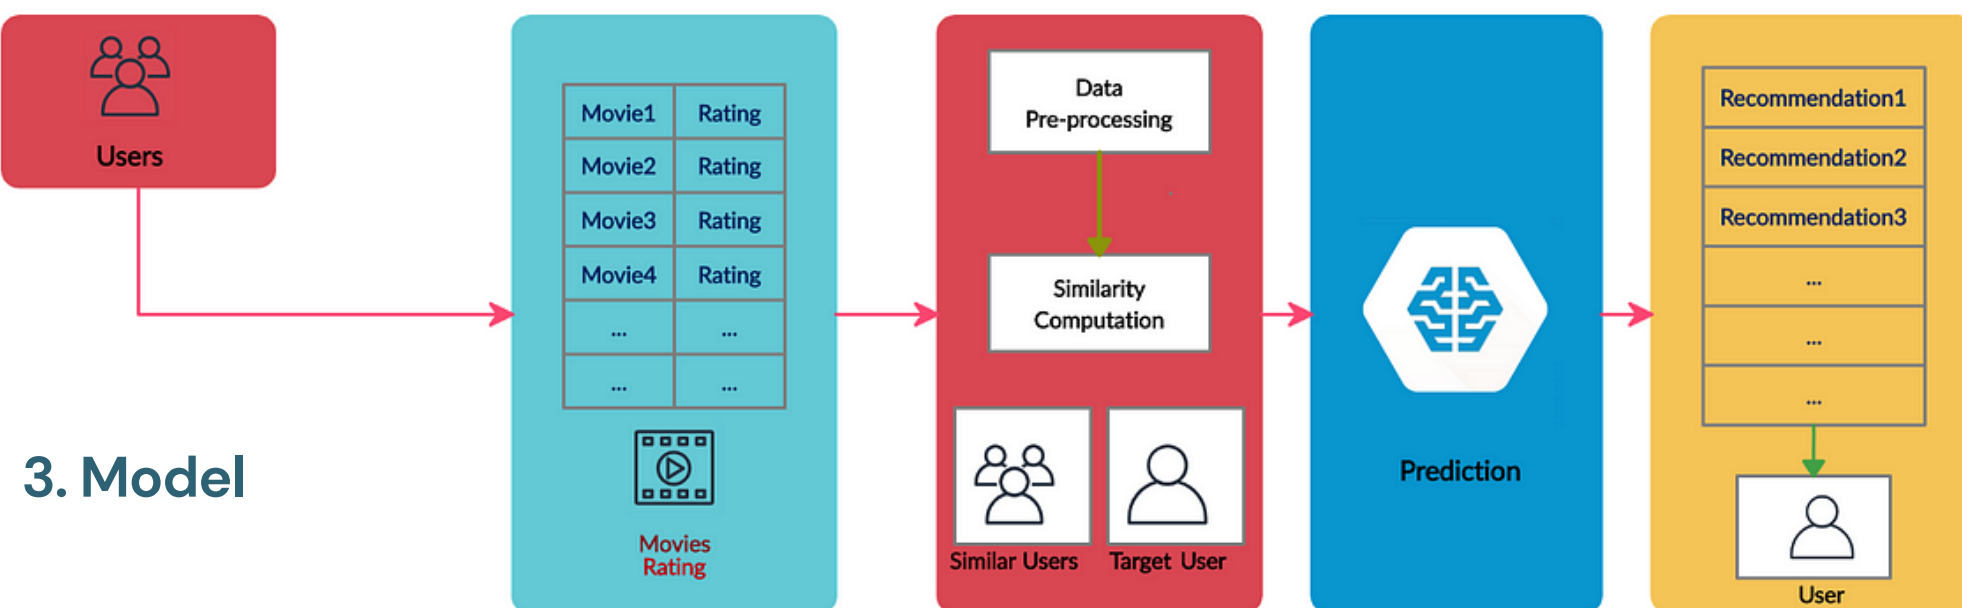 Users
3. Model
Movie1 Rating
Movie2 Rating
Movie3 Rating
Movie4 Rating
... ...
... ...
Movies
Rating
Data
Pre-processing
Similarity
Computation
Similar Users
Target User
Prediction
Recommendation1
Recommendation2
Recommendation3
...
...
...
User